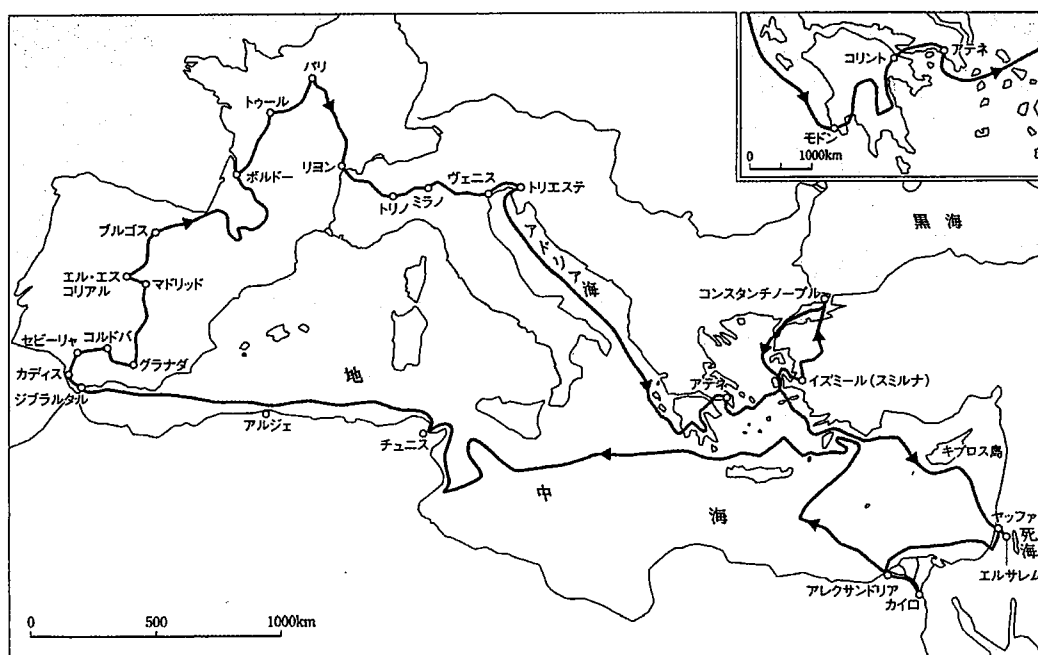 パリ
トゥール
ボルドー
リヨン
トリノ
ミラノ
ヴェニス
トリエステ
アドリア海
ブルゴス
エル・エス
コリアル
マドリッド
セビーリャ
コルドバ
グラナダ
カディス
ジブラルタル
アルジェ
チュニス
地
中
海
コリント
アテネ
モドン
0
1000km
黒海
コンスタンチノープル
アテネ
イズミール(スミルナ)
キプロス島
ヤッファ
死海
エルサレム
アレクサンドリア
カイロ
0
500
1000km